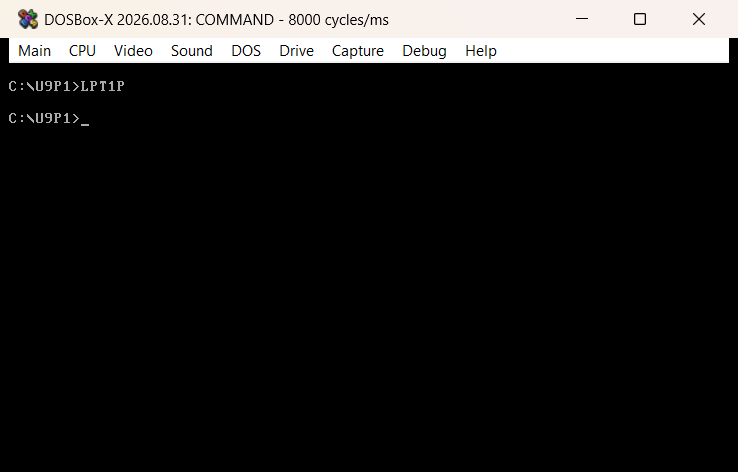 DOSBox-X 2026.08.31: COMMAND - 8000 cycles/ms
Main CPU Video Sound DOS Drive Capture Debug Help
C:\U9P1>LPT1P
C:\U9P1>_